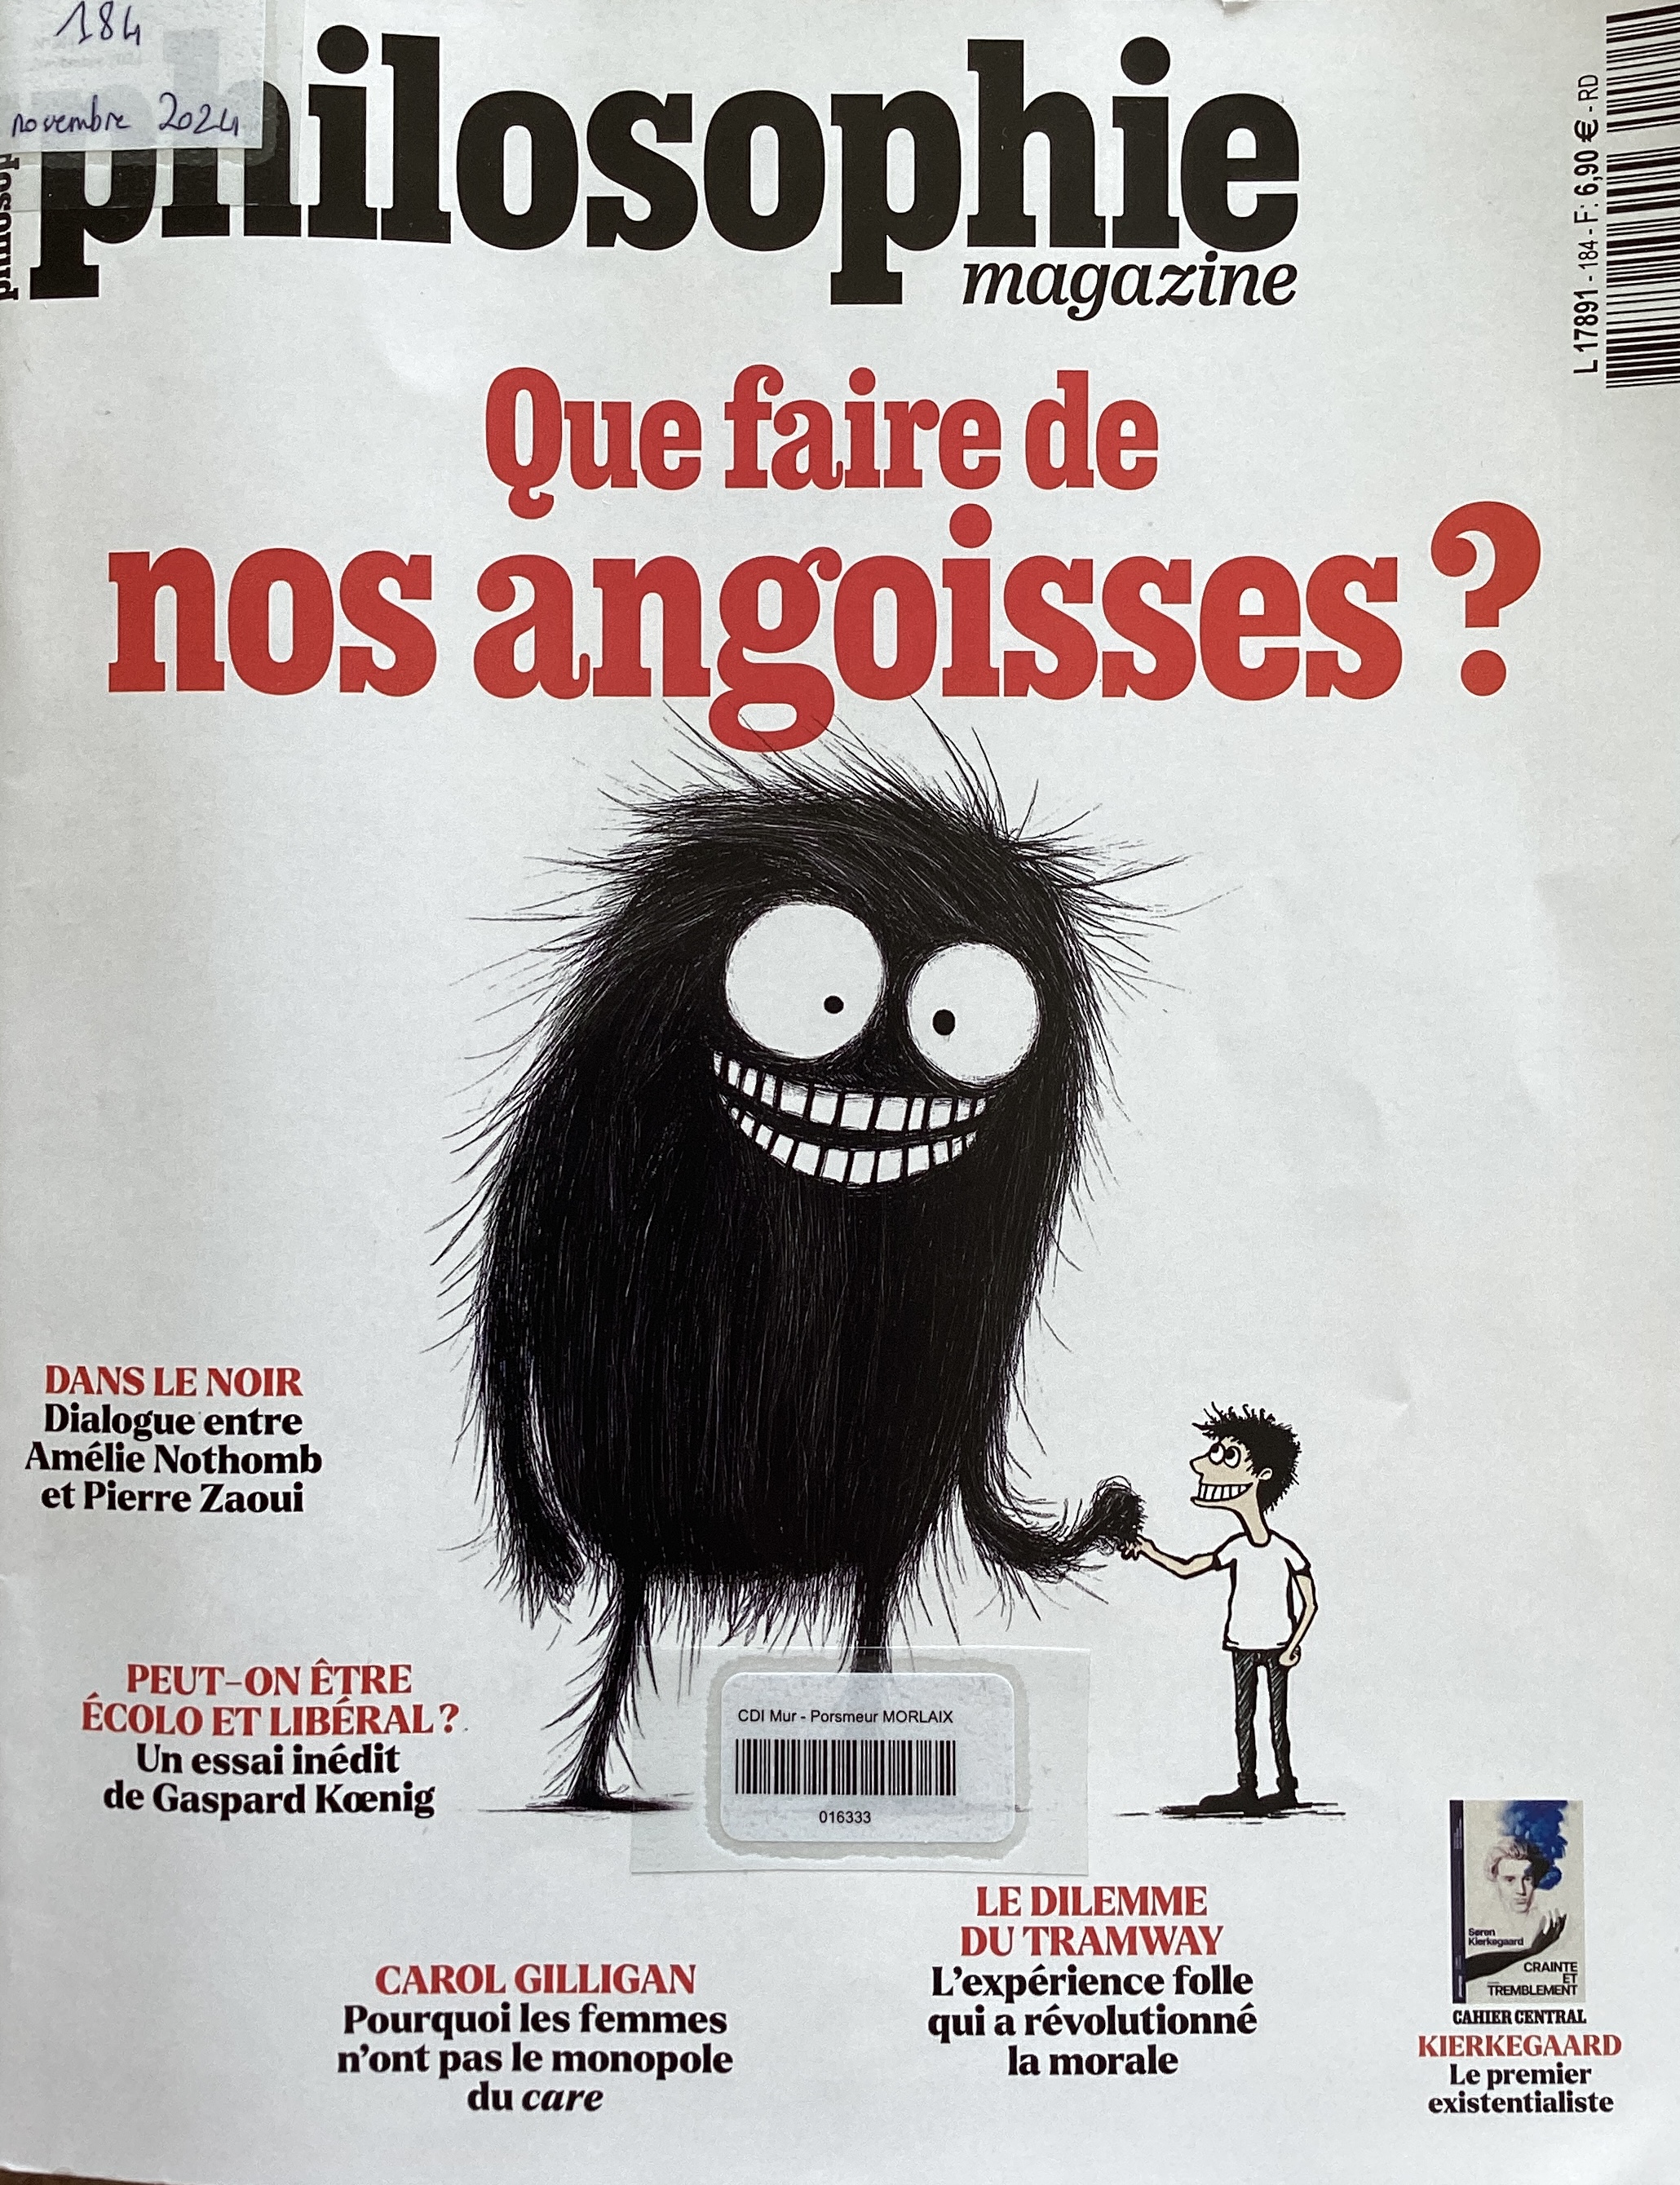 184
novembre 2024
philosophie
magazine
L 17891 - 184 - F: 6,90 € - RD
Que faire de
nos angoisses ?
DANS LE NOIR
Dialogue entre
Amélie Nothomb
et Pierre Zaoui
PEUT-ON ÊTRE
ÉCOLO ET LIBÉRAL ?
Un essai inédit
de Gaspard Kœnig
CDI Mur - Porsmeur MORLAIX
016333
CAROL GILLIGAN
Pourquoi les femmes
n'ont pas le monopole
du care
LE DILEMME
DU TRAMWAY
L'expérience folle
qui a révolutionné
la morale
Søren
Kierkegaard
CRAINTE
ET
TREMBLEMENT
CAHIER CENTRAL
KIERKEGAARD
Le premier
existentialiste